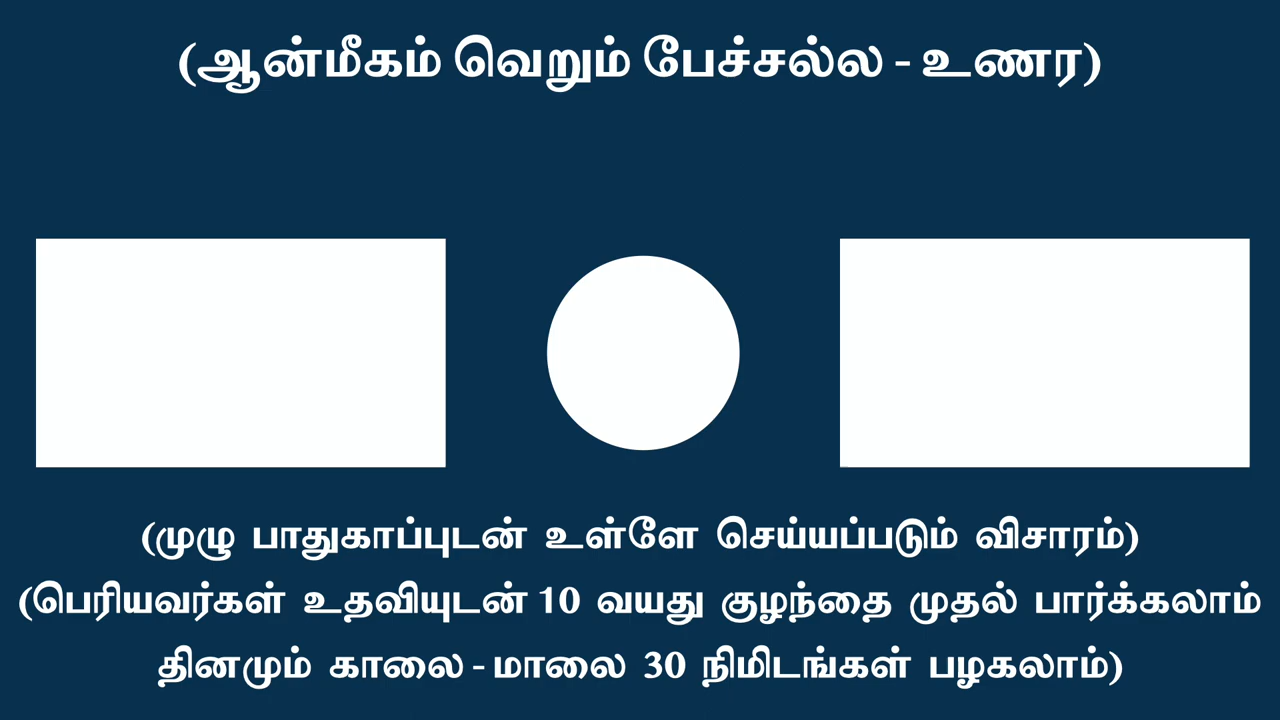 (ஆன்மீகம் வெறும் பேச்சல்ல - உணர)
(முழு பாதுகாப்புடன் உள்ளே செய்யப்படும் விசாரம்)
(பெரியவர்கள் உதவியுடன் 10 வயது குழந்தை முதல் பார்க்கலாம்
தினமும் காலை - மாலை 30 நிமிடங்கள் பழகலாம்)